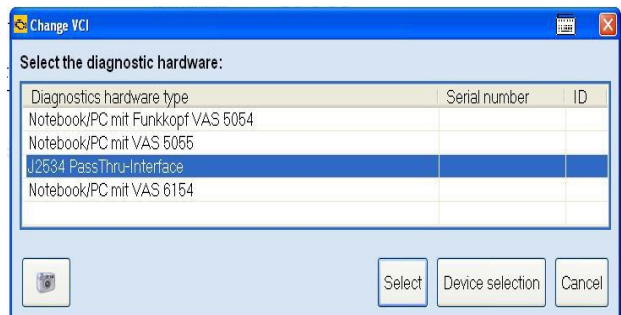 Change VCI
Select the diagnostic hardware:
Diagnostics hardware type Serial number ID
Notebook/PC mit Funkkopf VAS 5054
Notebook/PC mit VAS 5055
J2534 PassThru-Interface
Notebook/PC mit VAS 6154
Select Device selection Cancel